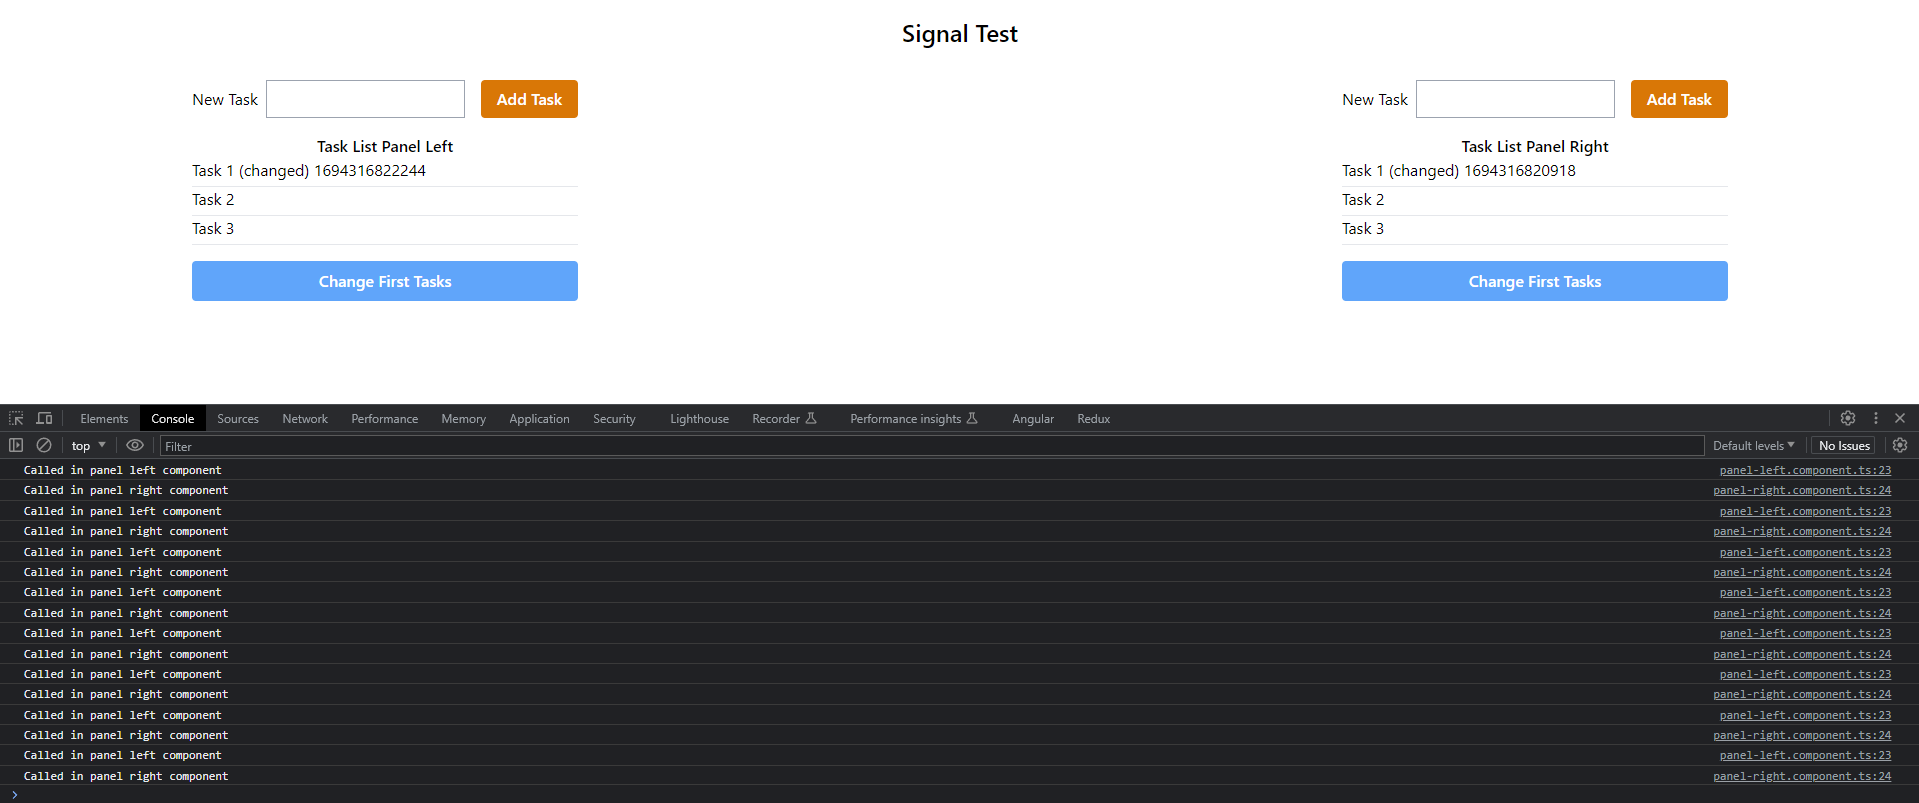 Signal Test
New Task Add Task
Task List Panel Left
Task 1 (changed) 1694316822244
Task 2
Task 3
Change First Tasks
New Task Add Task
Task List Panel Right
Task 1 (changed) 1694316820918
Task 2
Task 3
Change First Tasks
Elements Console Sources Network Performance Memory Application Security Lighthouse Recorder Performance insights Angular Redux
top Filter Default levels No Issues
Called in panel left component panel-left.component.ts:23
Called in panel right component panel-right.component.ts:24
Called in panel left component panel-left.component.ts:23
Called in panel right component panel-right.component.ts:24
Called in panel left component panel-left.component.ts:23
Called in panel right component panel-right.component.ts:24
Called in panel left component panel-left.component.ts:23
Called in panel right component panel-right.component.ts:24
Called in panel left component panel-left.component.ts:23
Called in panel right component panel-right.component.ts:24
Called in panel left component panel-left.component.ts:23
Called in panel right component panel-right.component.ts:24
Called in panel left component panel-left.component.ts:23
Called in panel right component panel-right.component.ts:24
Called in panel left component panel-left.component.ts:23
Called in panel right component panel-right.component.ts:24